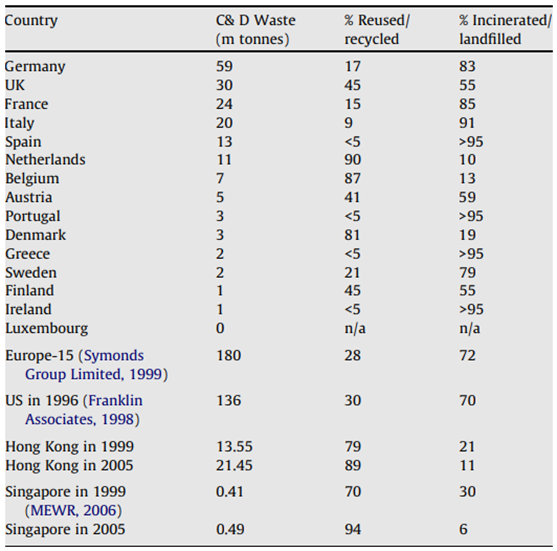 Country C& D Waste % Reused/ % Incinerated/
(m tonnes) recycled landfilled
Germany 59 17 83
UK 30 45 55
France 24 15 85
Italy 20 9 91
Spain 13 <5 >95
Netherlands 11 90 10
Belgium 7 87 13
Austria 5 41 59
Portugal 3 <5 >95
Denmark 3 81 19
Greece 2 <5 >95
Sweden 2 21 79
Finland 1 45 55
Ireland 1 <5 >95
Luxembourg 0 n/a n/a
Europe-15 (Symonds 180 28 72
Group Limited, 1999)
US in 1996 (Franklin 136 30 70
Associates, 1998)
Hong Kong in 1999 13.55 79 21
Hong Kong in 2005 21.45 89 11
Singapore in 1999 0.41 70 30
(MEWR, 2006)
Singapore in 2005 0.49 94 6